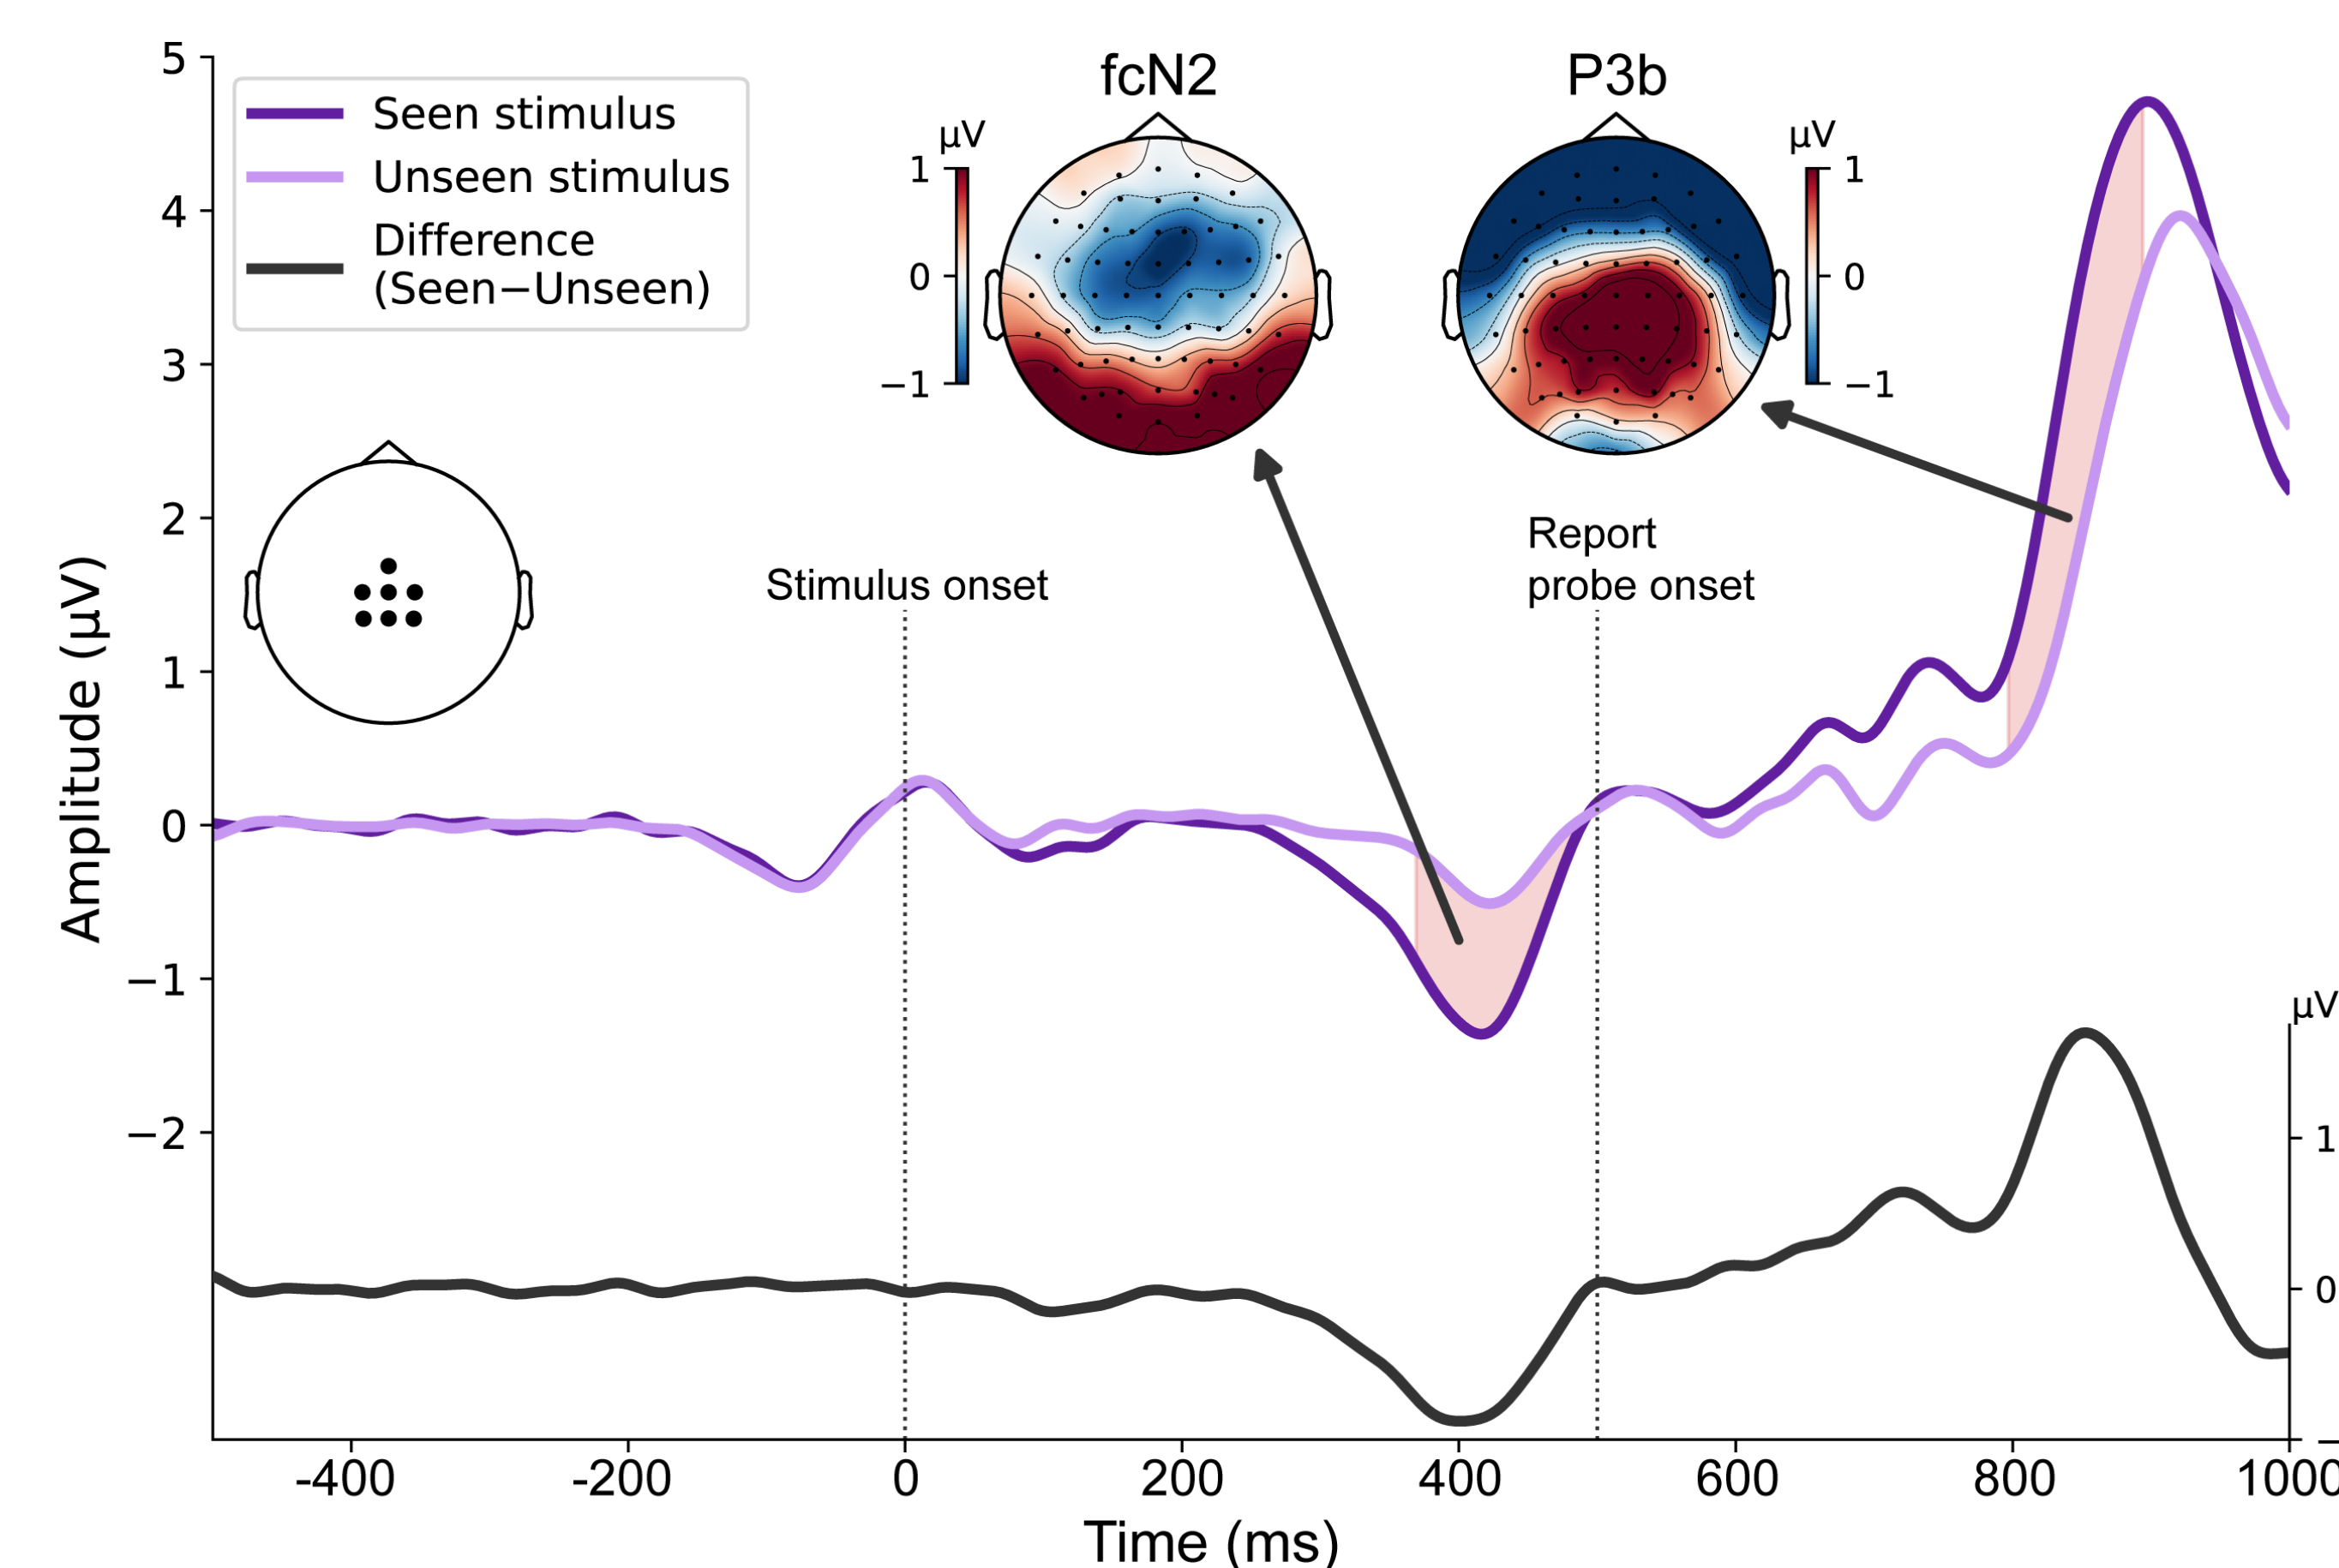 5
4
3
2
1
0
−1
−2
Amplitude (µV)
Seen stimulus
Unseen stimulus
Difference
(Seen−Unseen)
fcN2
µV
1
0
−1
P3b
µV
1
0
−1
Stimulus onset
Report
probe onset
µV
1
0
-400
-200
0
200
400
600
800
1000
Time (ms)